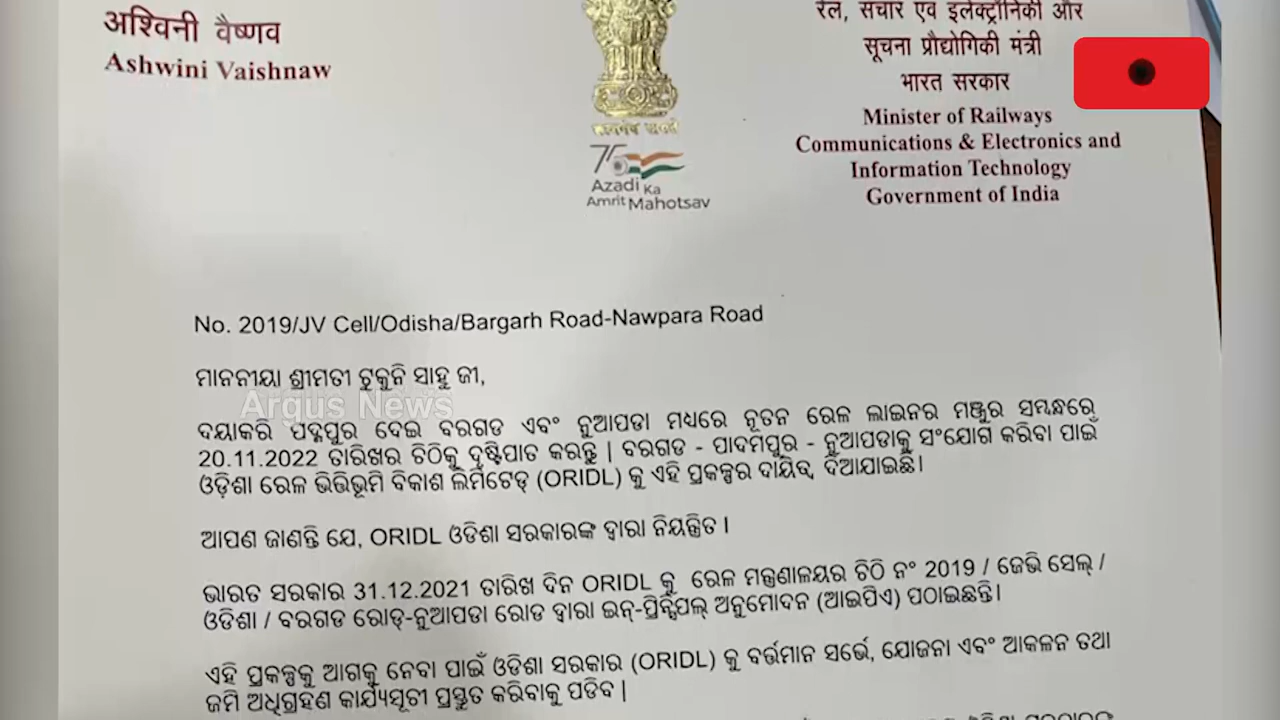 अश्विनी वैष्णव
Ashwini Vaishnaw
सत्यमेव जयते
75
Azadi Ka
Amrit Mahotsav
रेल, संचार एवं इलेक्ट्रॉनिकी और
सूचना प्रौद्योगिकी मंत्री
भारत सरकार
Minister of Railways
Communications & Electronics and
Information Technology
Government of India
No. 2019/JV Cell/Odisha/Bargarh Road-Nawpara Road
ମାନନୀୟା ଶ୍ରୀମତୀ ଟୁକୁନି ସାହୁ ଜୀ,
Argus News
ଦୟାକରି ପଦ୍ମପୁର ଦେଇ ବରଗଡ ଏବଂ ନୁଆପଡା ମଧ୍ୟରେ ନୂତନ ରେଳ ଲାଇନର ମଞ୍ଜୁର ସମ୍ବନ୍ଧରେ
20.11.2022 ତାରିଖର ଚିଠିକୁ ଦୃଷ୍ଟିପାତ କରନ୍ତୁ | ବରଗଡ - ପାଦମପୁର - ନୁଆପଡାକୁ ସଂଯୋଗ କରିବା ପାଇଁ
ଓଡ଼ିଶା ରେଳ ଭିତ୍ତିଭୂମି ବିକାଶ ଲିମିଟେଡ୍ (ORIDL) କୁ ଏହି ପ୍ରକଳ୍ପର ଦାୟିତ୍ଵ ଦିଆଯାଇଛି।
ଆପଣ ଜାଣନ୍ତି ଯେ, ORIDL ଓଡିଶା ସରକାରଙ୍କ ଦ୍ୱାରା ନିୟନ୍ତ୍ରିତ।
ଭାରତ ସରକାର 31.12.2021 ତାରିଖ ଦିନ ORIDL କୁ ରେଳ ମନ୍ତ୍ରଣାଳୟର ଚିଠି ନଂ 2019 / ଜେଭି ସେଲ୍ /
ଓଡିଶା / ବରଗଡ ରୋଡ୍-ନୁଆପଡା ରୋଡ ଦ୍ୱାରା ଇନ୍-ପ୍ରିନ୍ସିପଲ୍ ଅନୁମୋଦନ (ଆଇପିଏ) ପଠାଇଛନ୍ତି।
ଏହି ପ୍ରକଳ୍ପକୁ ଆଗକୁ ନେବା ପାଇଁ ଓଡିଶା ସରକାର (ORIDL) କୁ ବର୍ତ୍ତମାନ ସର୍ଭେ, ଯୋଜନା ଏବଂ ଆକଳନ ତଥା
ଜମି ଅଧିଗ୍ରହଣ କାର୍ଯ୍ୟସୂଚୀ ପ୍ରସ୍ତୁତ କରିବାକୁ ପଡିବ |